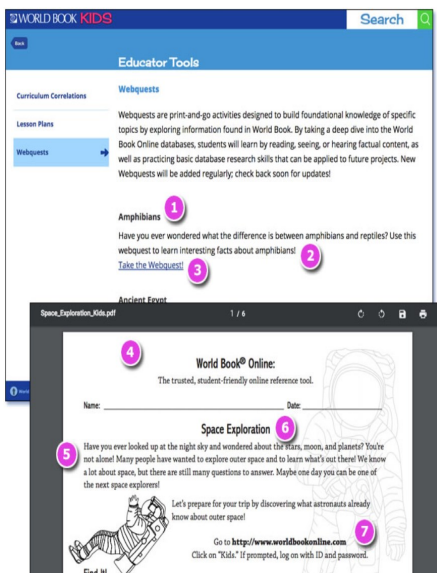 WORLD BOOK KIDS
Search
Back
Educator Tools
Curriculum Correlations
Lesson Plans
Webquests
Webquests
Webquests are print-and-go activities designed to build foundational knowledge of specific
topics by exploring information found in World Book. By taking a deep dive into the World
Book Online databases, students will learn by reading, seeing, or hearing factual content, as
well as practicing basic database research skills that can be applied to future projects. New
Webquests will be added regularly; check back soon for updates!
Amphibians 1
Have you ever wondered what the difference is between amphibians and reptiles? Use this
webquest to learn interesting facts about amphibians! 2
Take the Webquest! 3
Ancient Egypt
Space_Exploration_Kids.pdf 1 / 6
4
World Book® Online:
The trusted, student-friendly online reference tool.
Name: Date:
Space Exploration 6
5
Have you ever looked up at the night sky and wondered about the stars, moon, and planets? You're
not alone! Many people have wanted to explore outer space and to learn what's out there! We know
a lot about space, but there are still many questions to answer. Maybe one day you can be one of
the next space explorers!
Let's prepare for your trip by discovering what astronauts already
know about outer space!
7
Go to http://www.worldbookonline.com
Click on "Kids." If prompted, log on with ID and password.
Find It!